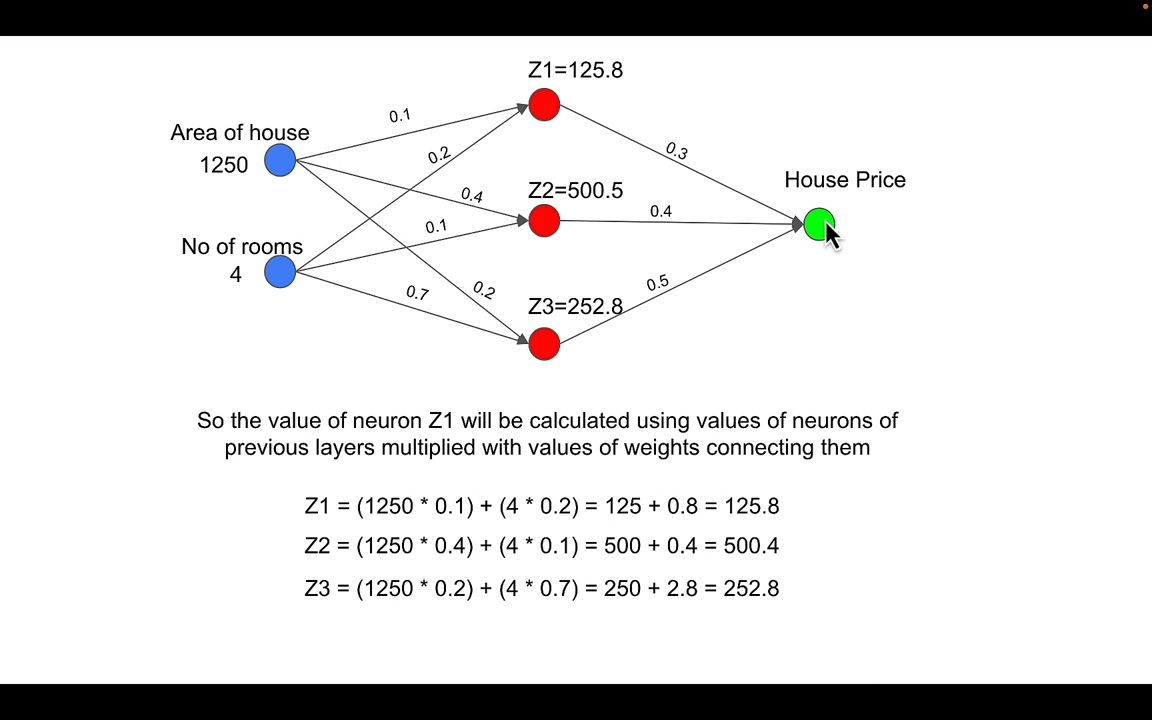 Z1=125.8
0.1
Area of house
1250
0.2
0.3
House Price
Z2=500.5
0.4
0.4
0.1
No of rooms
4
0.7
0.2
0.5
Z3=252.8
So the value of neuron Z1 will be calculated using values of neurons of
previous layers multiplied with values of weights connecting them
Z1 = (1250 * 0.1) + (4 * 0.2) = 125 + 0.8 = 125.8
Z2 = (1250 * 0.4) + (4 * 0.1) = 500 + 0.4 = 500.4
Z3 = (1250 * 0.2) + (4 * 0.7) = 250 + 2.8 = 252.8